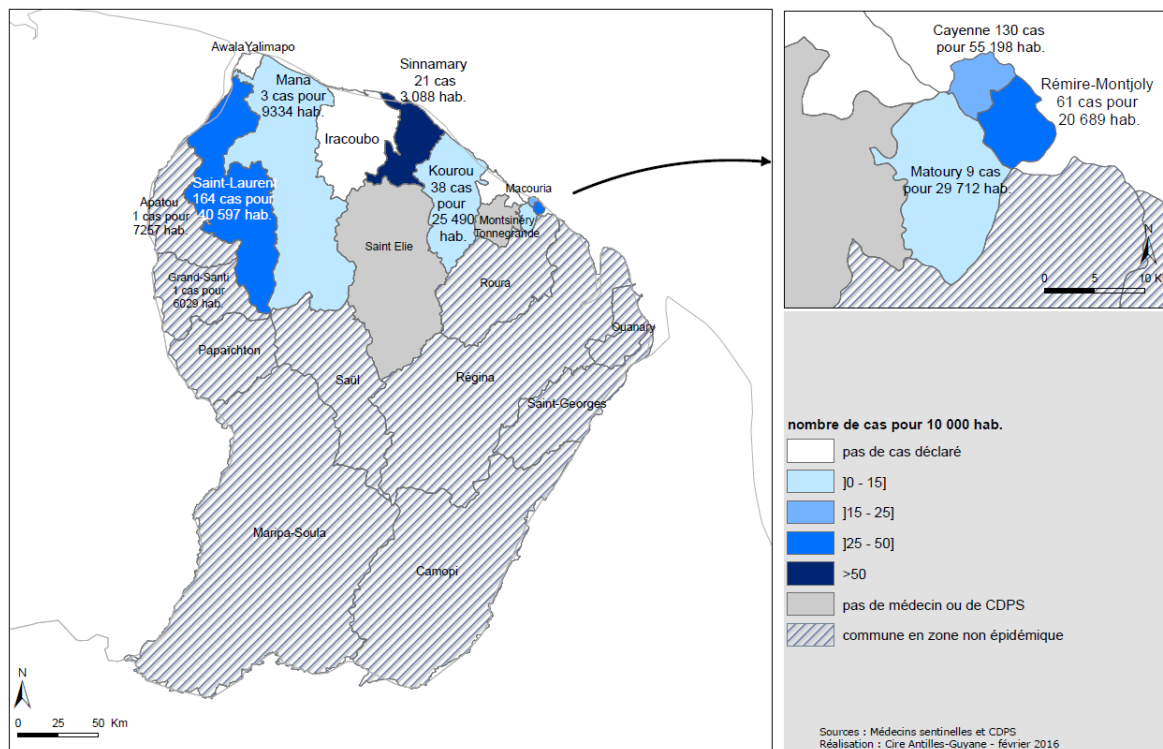 AwalaYalimapo
Mana
3 cas pour
9334 hab.
Sinnamary
21 cas
3 088 hab.
Iracoubo
Kourou
38 cas
pour
25 490
hab.
Macouria
Saint-Lauren
164 cas pour
40 597 hab.
Apatou
1 cas pour
7257 hab.
Montsinéry
Tonnegrande
Saint Elie
Grand-Santi
1 cas pour
6029 hab.
Roura
Ouanary
Papaïchton
Saül
Régina
Saint-Georges
Maripa-Soula
Camopi
N
0 25 50 Km
Cayenne 130 cas
pour 55 198 hab.
Rémire-Montjoly
61 cas pour
20 689 hab.
Matoury 9 cas
pour 29 712 hab.
N
0 5 10 K
nombre de cas pour 10 000 hab.
pas de cas déclaré
]0 - 15]
]15 - 25]
]25 - 50]
>50
pas de médecin ou de CDPS
commune en zone non épidémique
Sources : Médecins sentinelles et CDPS
Réalisation : Cire Antilles-Guyane - février 2016